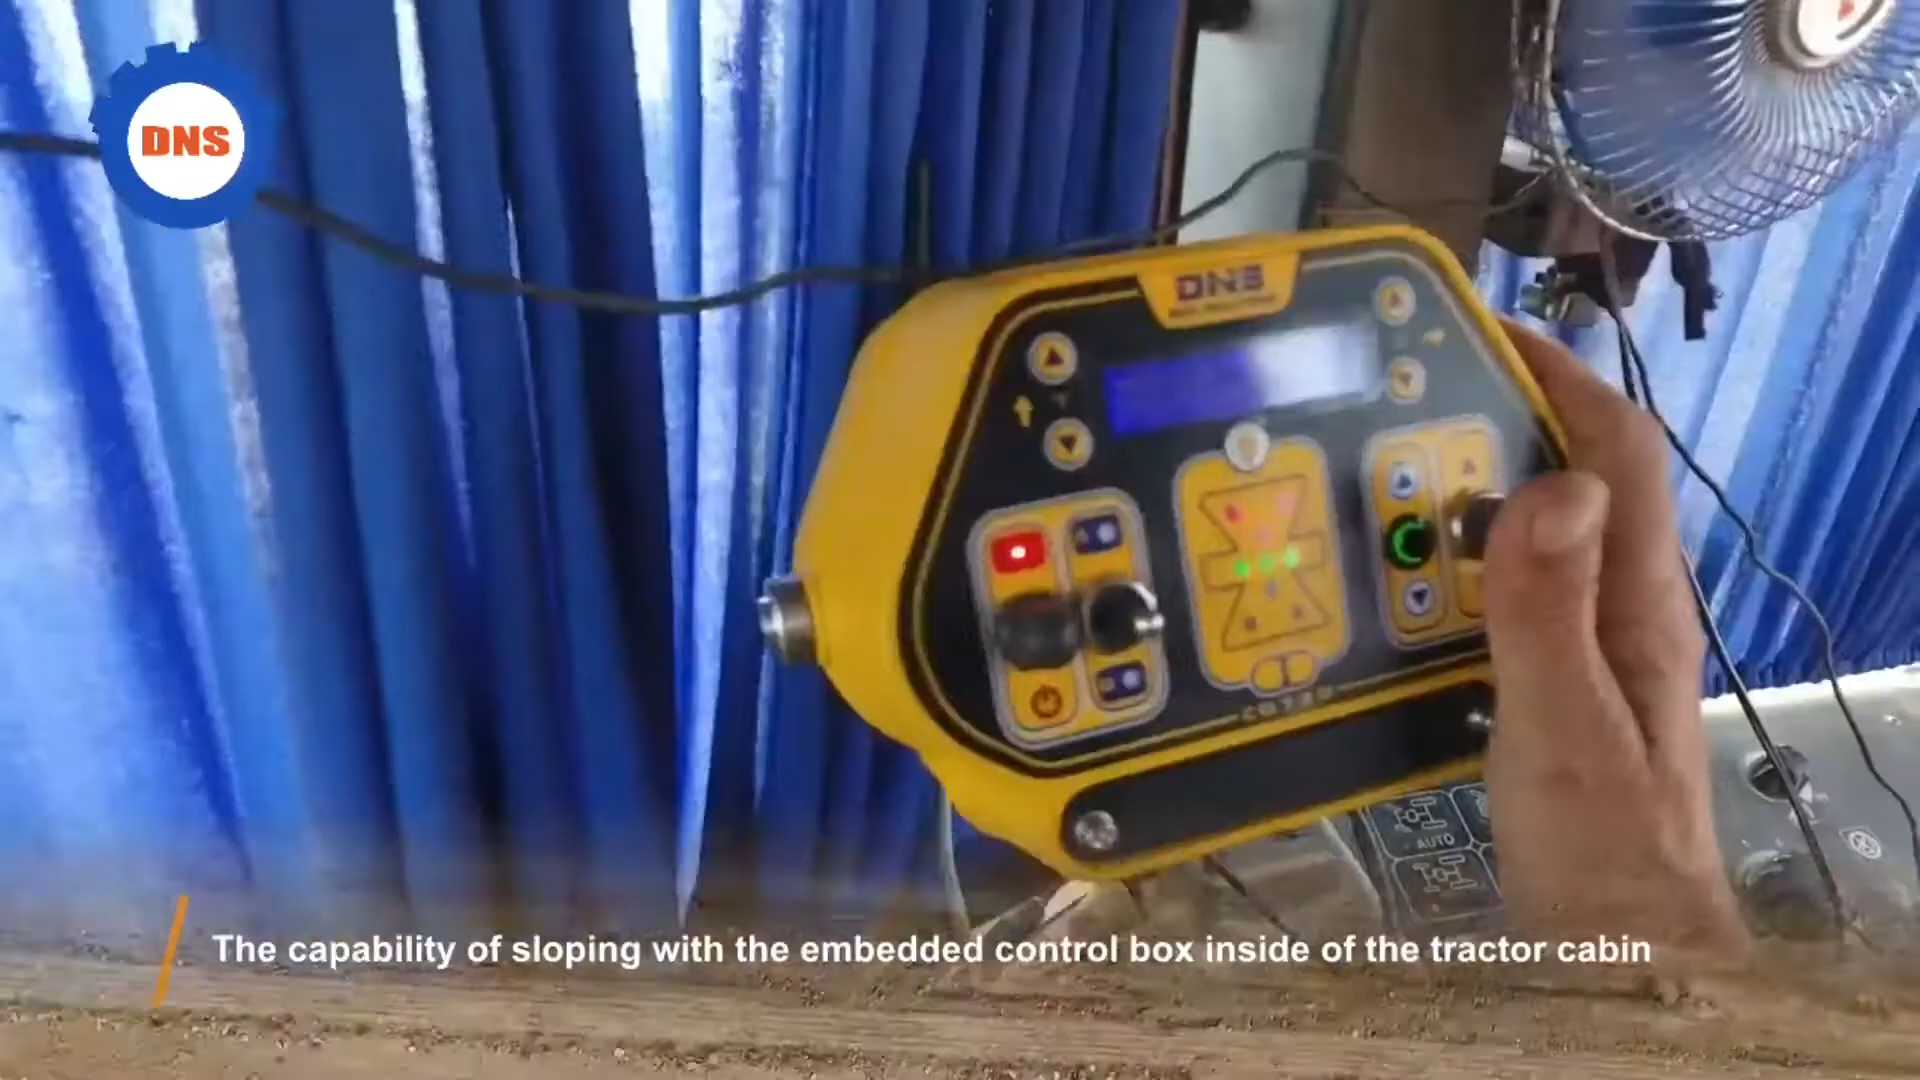 DNS
DNS
AUTO
The capability of sloping with the embedded control box inside of the tractor cabin